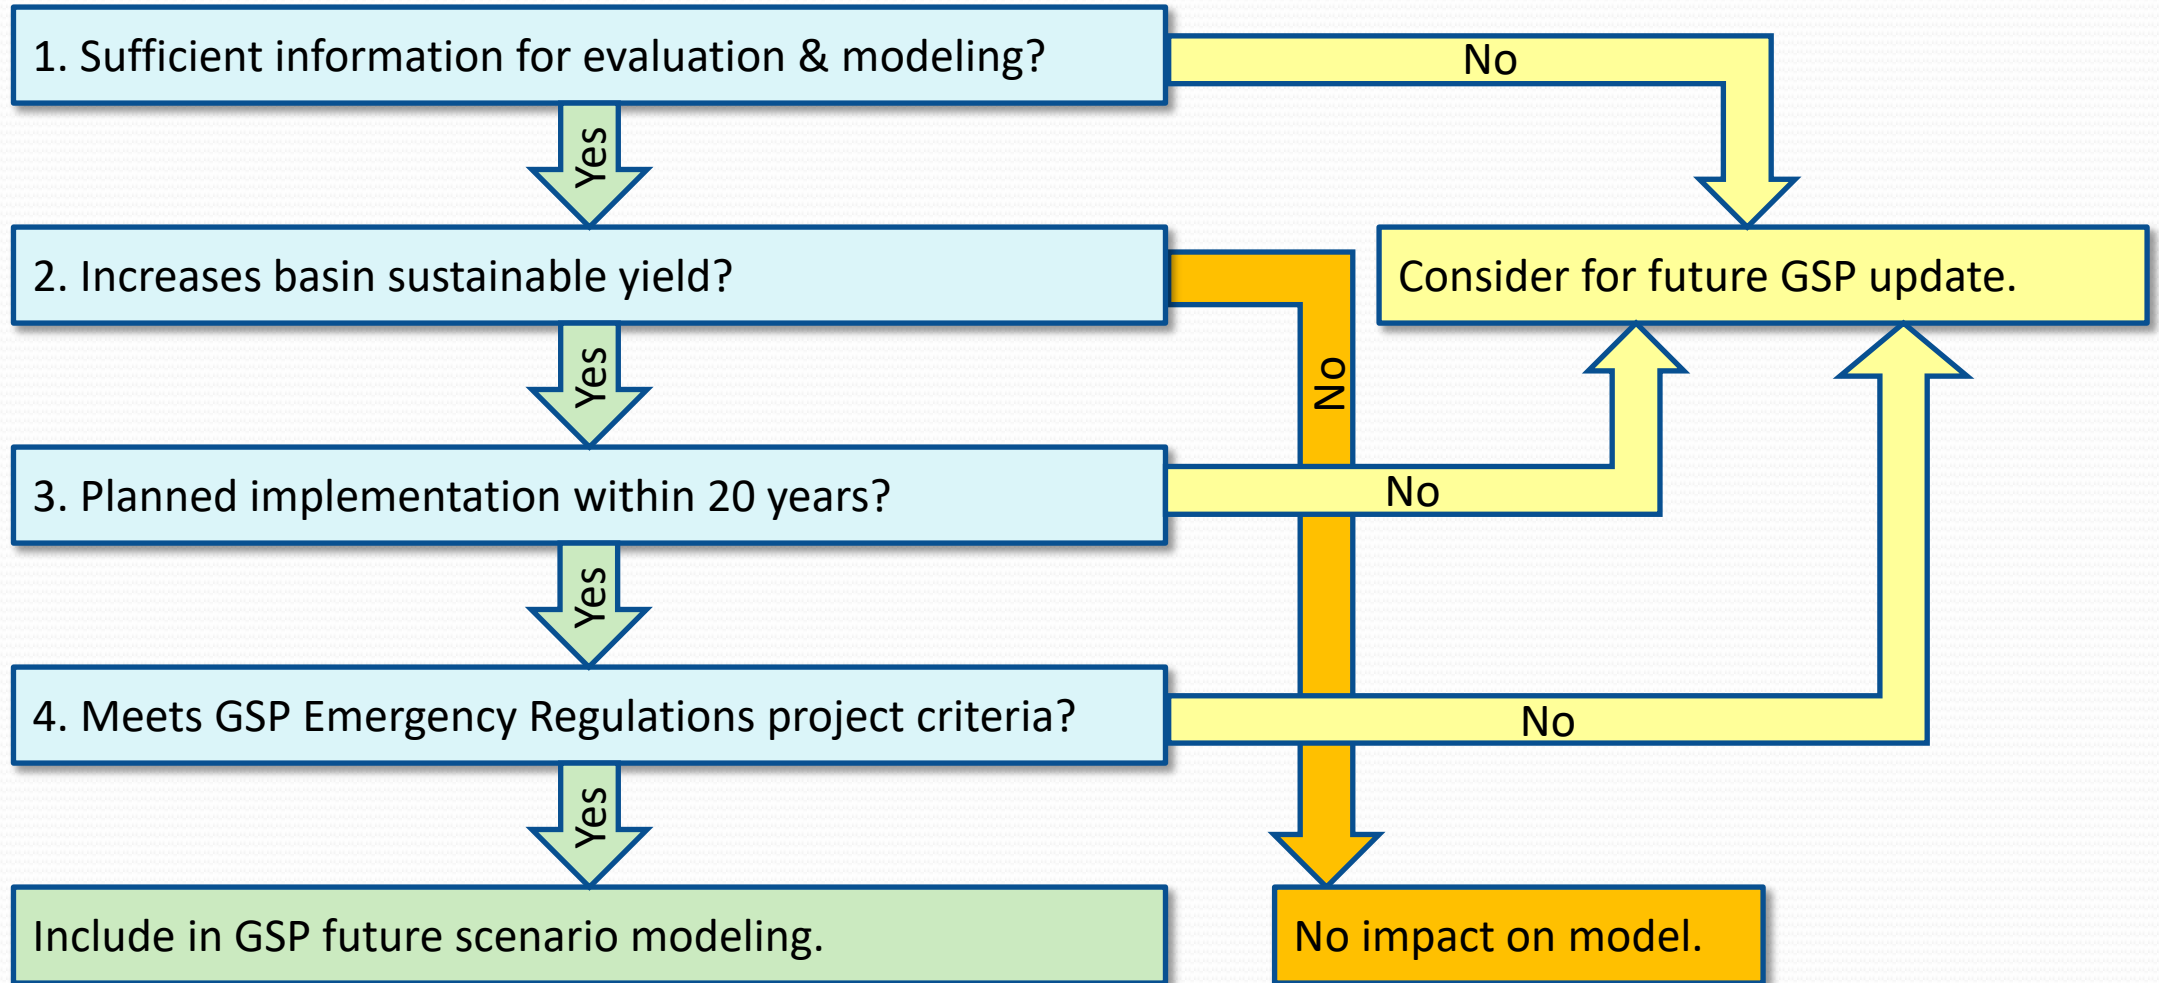 1. Sufficient information for evaluation & modeling?
No
Yes
2. Increases basin sustainable yield?
Consider for future GSP update.
No
Yes
3. Planned implementation within 20 years?
No
Yes
4. Meets GSP Emergency Regulations project criteria?
No
Yes
Include in GSP future scenario modeling.
No impact on model.